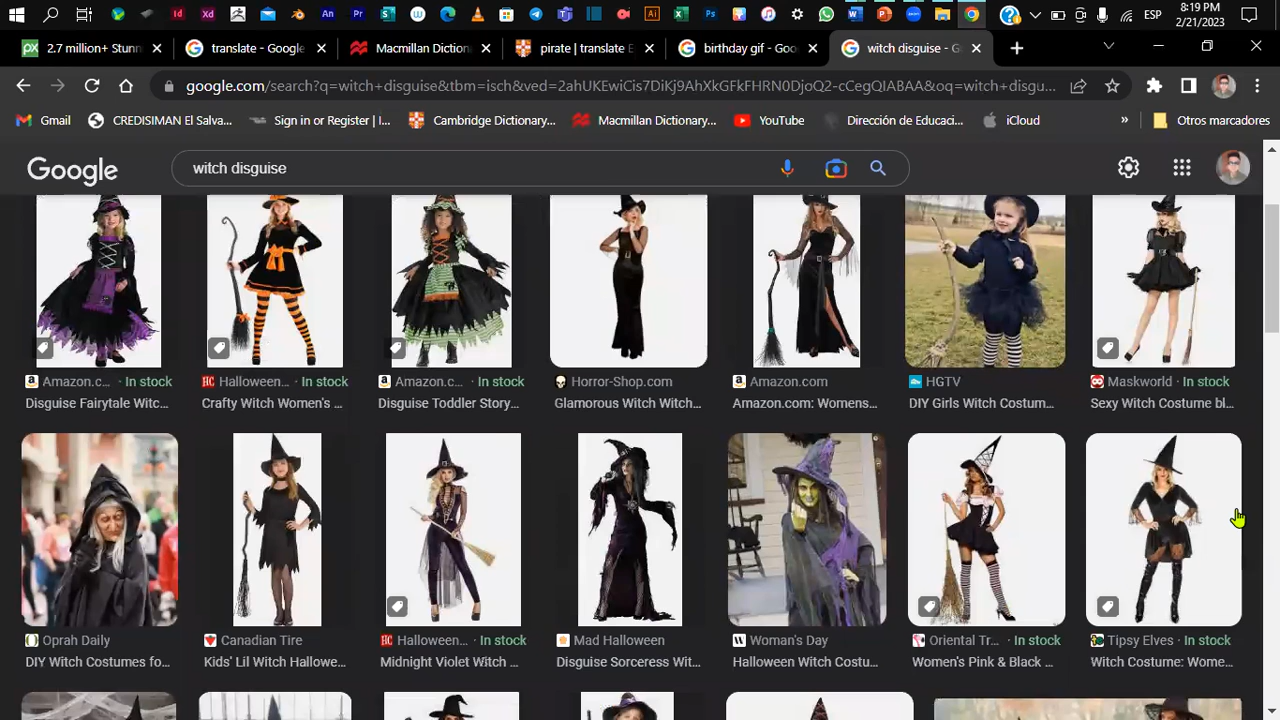 8:19 PM
ESP
2/21/2023
2.7 million+ Stunn
translate - Google
Macmillan Diction
pirate | translate E
birthday gif - Goo
witch disguise - G
google.com/search?q=witch+disguise&tbm=isch&ved=2ahUKEwiCis7DiKj9AhXkGFkFHRN0DjoQ2-cCegQIABAA&oq=witch+disgu...
Gmail
CREDISIMAN El Salva...
Sign in or Register | I...
Cambridge Dictionary...
Macmillan Dictionary...
YouTube
Dirección de Educaci...
iCloud
»
Otros marcadores
Google
witch disguise
Amazon.c... · In stock
Halloween... · In stock
Amazon.c... · In stock
Horror-Shop.com
Amazon.com
HGTV
Maskworld · In stock
Disguise Fairytale Witc...
Crafty Witch Women's ...
Disguise Toddler Story...
Glamorous Witch Witch...
Amazon.com: Womens...
DIY Girls Witch Costum...
Sexy Witch Costume bl...
Oprah Daily
Canadian Tire
Halloween... · In stock
Mad Halloween
Woman's Day
Oriental Tr... · In stock
Tipsy Elves · In stock
DIY Witch Costumes fo...
Kids' Lil Witch Hallowe...
Midnight Violet Witch ...
Disguise Sorceress Wit...
Halloween Witch Costu...
Women's Pink & Black ...
Witch Costume: Wome...